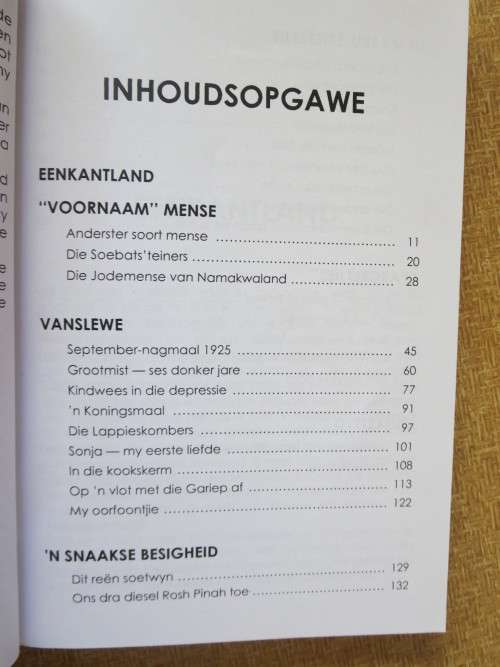 INHOUDSOPGAWE
EENKANTLAND
“VOORNAAM” MENSE
Anderster soort mense .......... 11
Die Soebats’teiners .......... 20
Die Jodemense van Namakwaland .......... 28
VANSLEWE
September-nagmaal 1925 .......... 45
Grootmist — ses donker jare .......... 60
Kindwees in die depressie .......... 77
’n Koningsmaal .......... 91
Die Lappieskombers .......... 97
Sonja — my eerste liefde .......... 101
In die kookskerm .......... 108
Op ’n vlot met die Gariep af .......... 113
My oorfoontjie .......... 122
’N SNAAKSE BESIGHEID
Dit reën soetwyn .......... 129
Ons dra diesel Rosh Pinah toe .......... 132